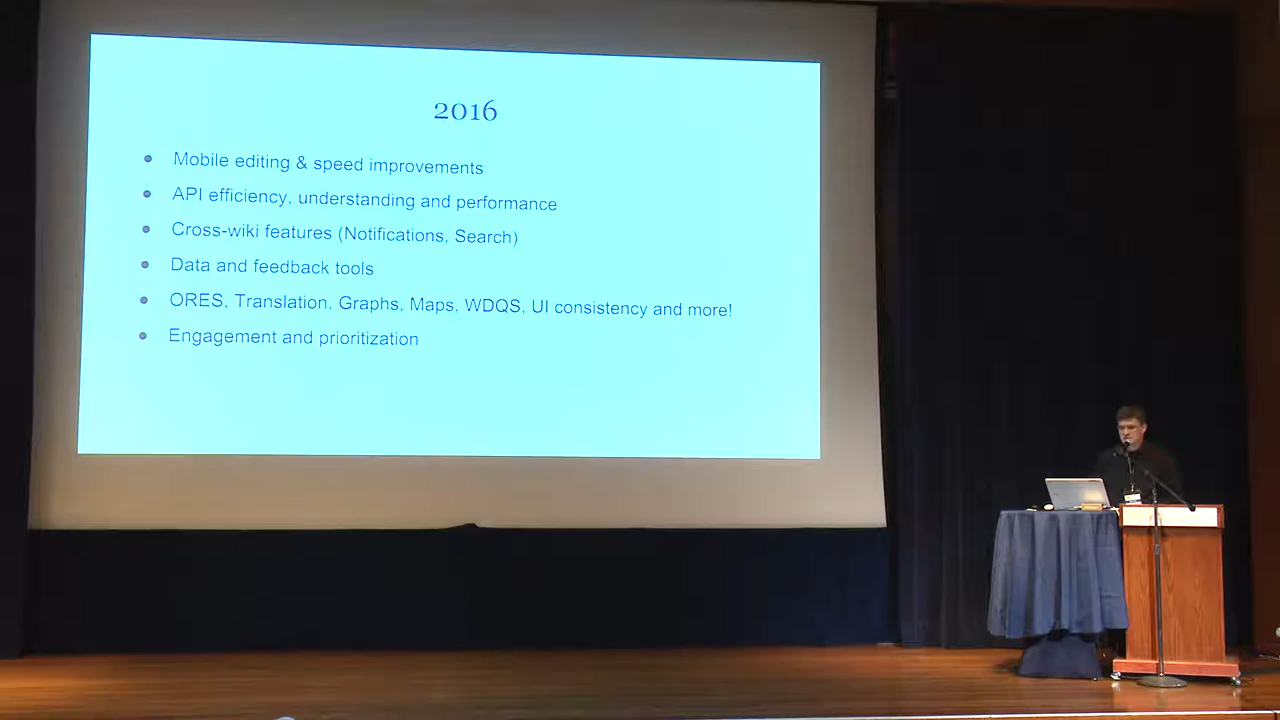 2016
Mobile editing & speed improvements
API efficiency, understanding and performance
Cross-wiki features (Notifications, Search)
Data and feedback tools
ORES, Translation, Graphs, Maps, WDQS, UI consistency and more!
Engagement and prioritization